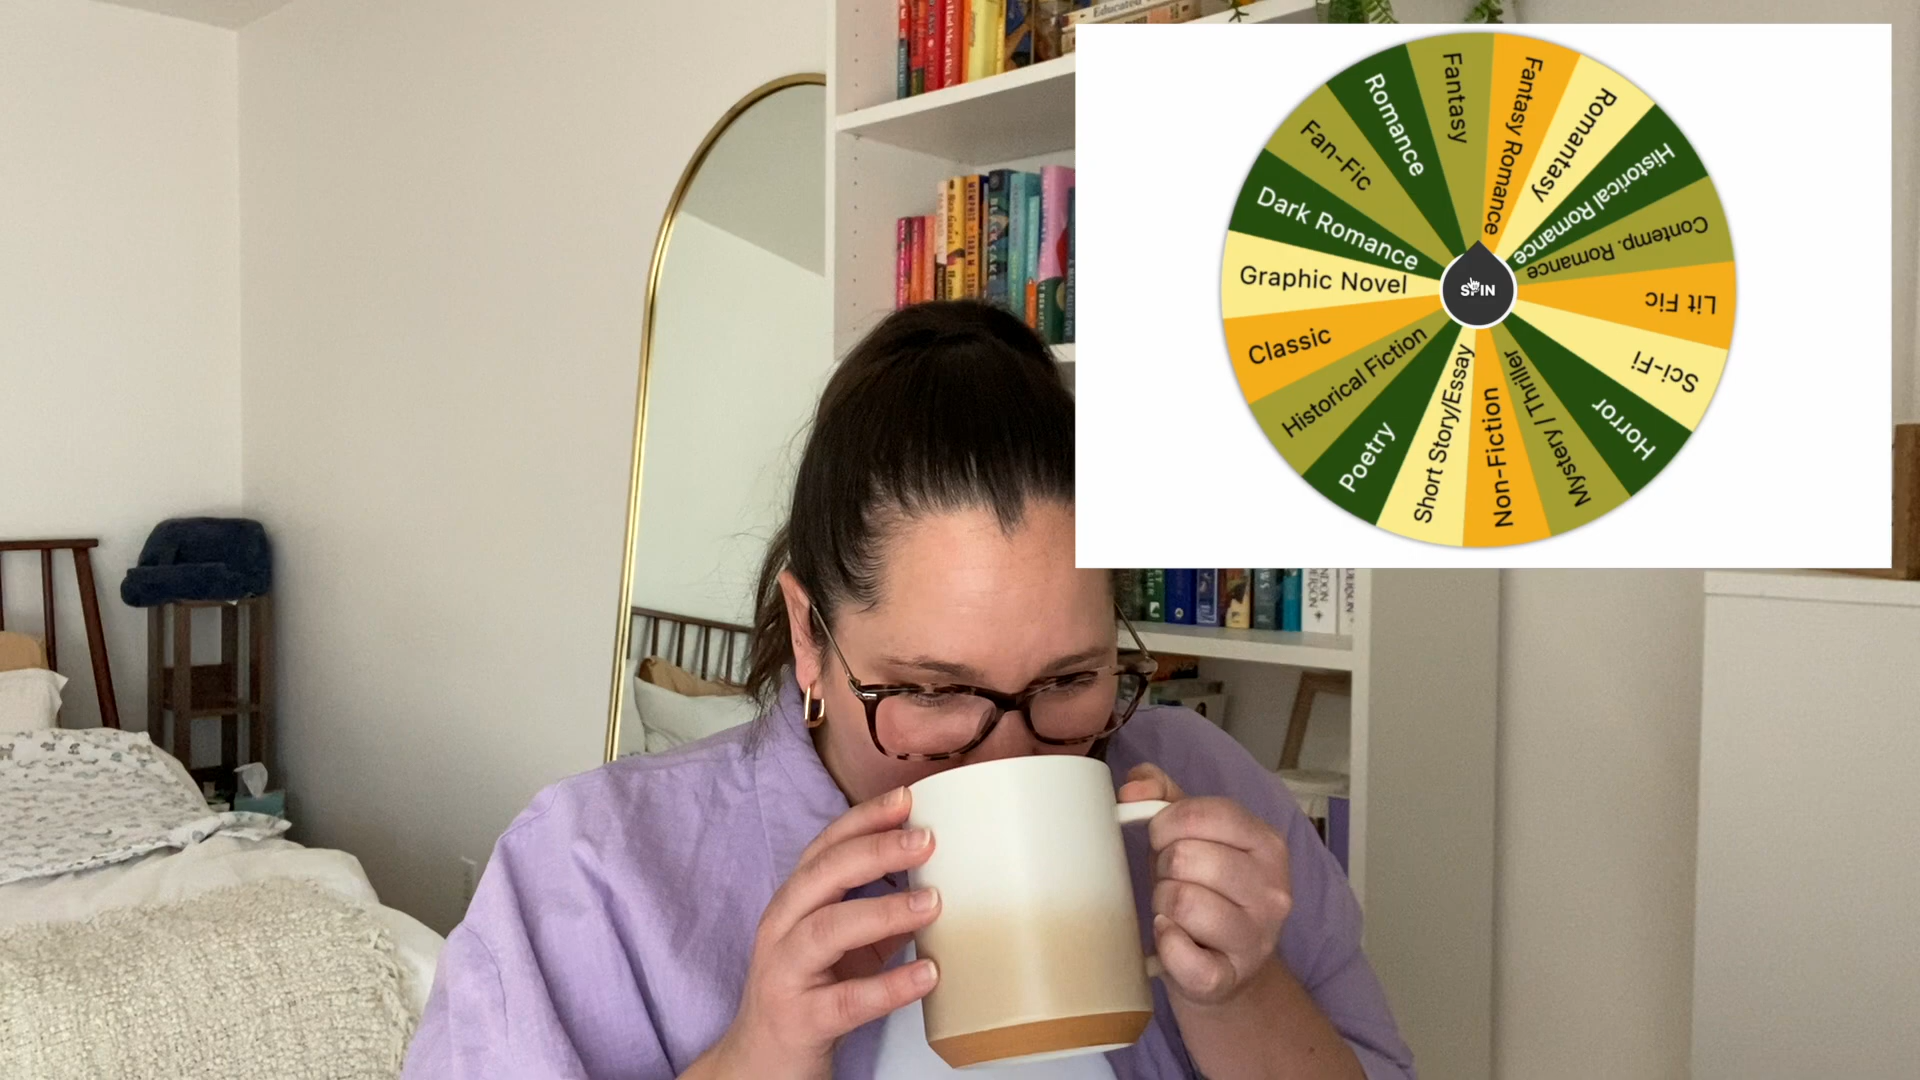 Educated
Fantasy
Fantasy Romance
Romantasy
Historical Romance
Contemp. Romance
Lit Fic
Sci-Fi
Horror
Mystery / Thriller
Non-Fiction
Short Story/Essay
Poetry
Historical Fiction
Classic
Graphic Novel
Dark Romance
Fan-Fic
Romance
SPIN